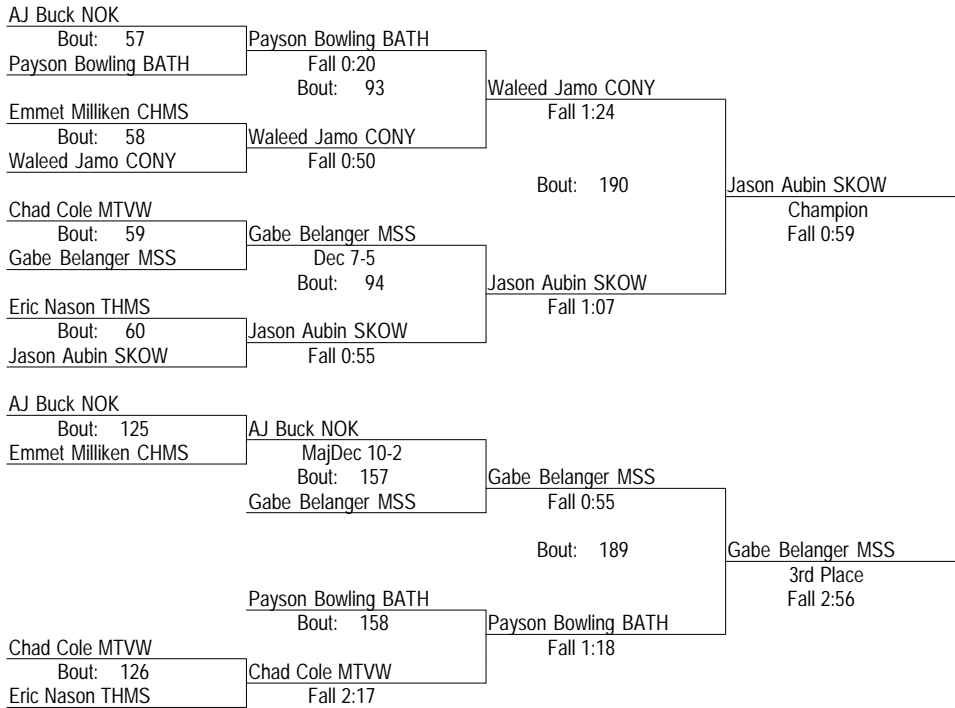 AJ Buck NOK
Bout: 57
Payson Bowling BATH
Payson Bowling BATH
Fall 0:20
Bout: 93
Emmet Milliken CHMS
Bout: 58
Waleed Jamo CONY
Waleed Jamo CONY
Fall 0:50
Waleed Jamo CONY
Fall 1:24
Bout: 190
Chad Cole MTVW
Bout: 59
Gabe Belanger MSS
Gabe Belanger MSS
Dec 7-5
Bout: 94
Eric Nason THMS
Bout: 60
Jason Aubin SKOW
Jason Aubin SKOW
Fall 0:55
Jason Aubin SKOW
Fall 1:07
Jason Aubin SKOW
Champion
Fall 0:59
AJ Buck NOK
Bout: 125
Emmet Milliken CHMS
AJ Buck NOK
MajDec 10-2
Bout: 157
Gabe Belanger MSS
Gabe Belanger MSS
Fall 0:55
Bout: 189
Payson Bowling BATH
Bout: 158
Chad Cole MTVW
Bout: 126
Eric Nason THMS
Chad Cole MTVW
Fall 2:17
Payson Bowling BATH
Fall 1:18
Gabe Belanger MSS
3rd Place
Fall 2:56